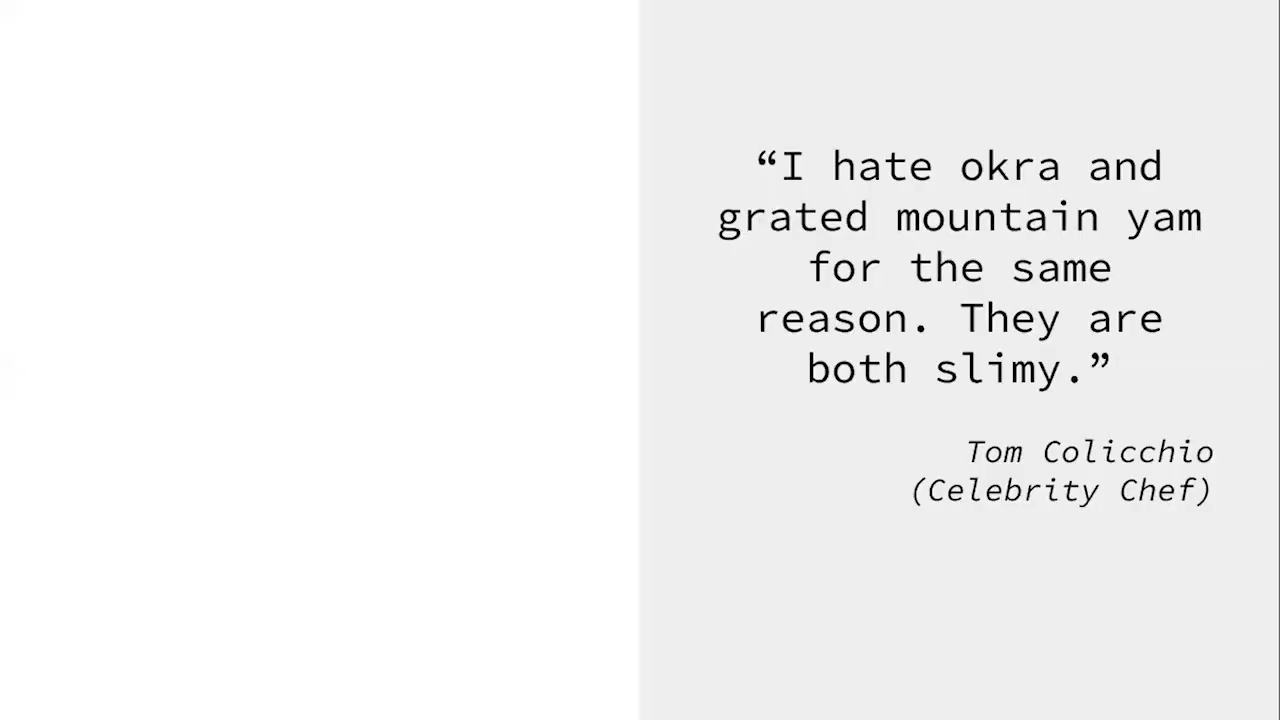 “I hate okra and
grated mountain yam
for the same
reason. They are
both slimy.”
Tom Colicchio
(Celebrity Chef)